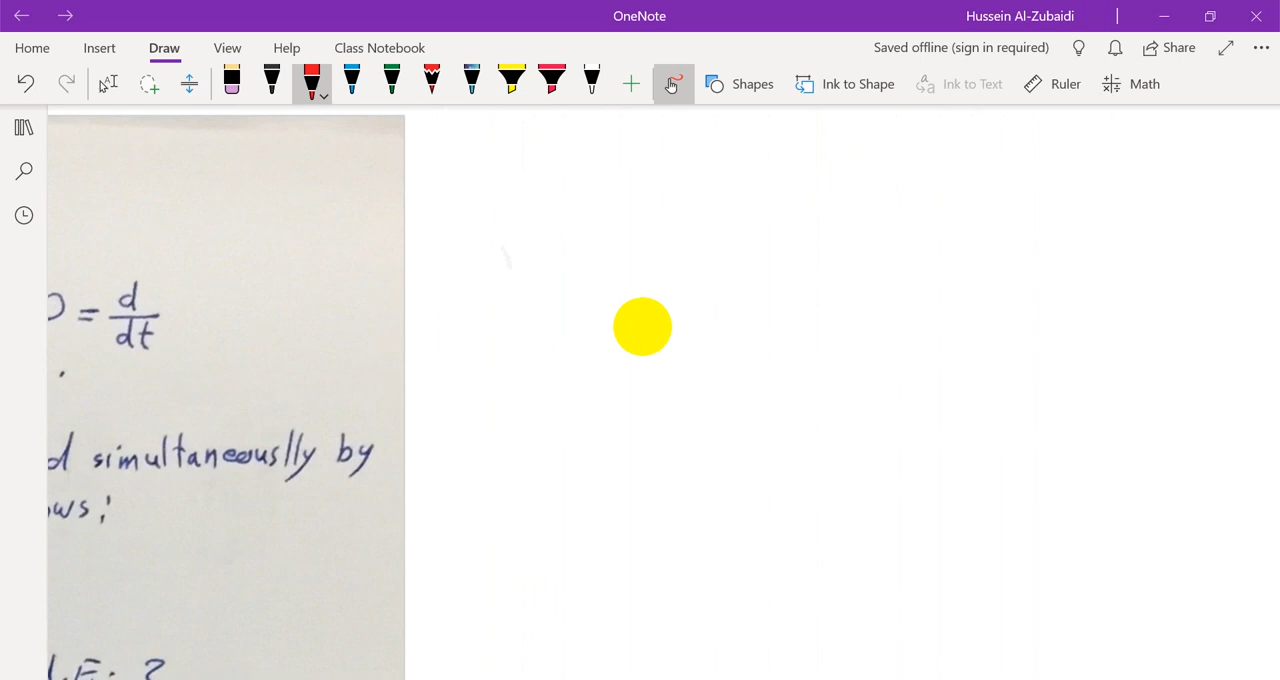 OneNote
Hussein Al-Zubaidi
Home Insert Draw View Help Class Notebook
Saved offline (sign in required)
Share
Shapes
Ink to Shape
Ink to Text
Ruler
Math
= d/dt
simultaneouslly by